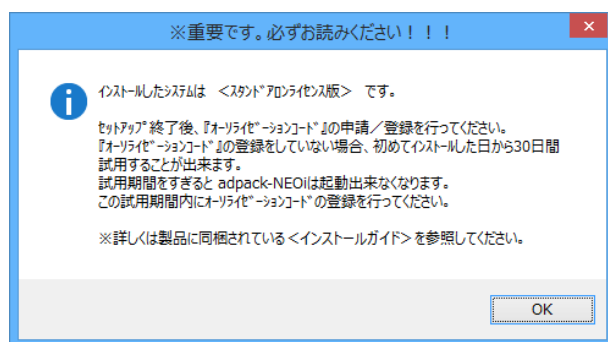 ※重要です。必ずお読みください！！！
ｲﾝｽﾄｰﾙしたｼｽﾃﾑは　＜ｽﾀﾝﾄﾞｱﾛﾝﾗｲｾﾝｽ版＞　です。
ｾｯﾄｱｯﾌﾟ終了後、『ｵｰｿﾗｲｾﾞｰｼｮﾝｺｰﾄﾞ』の申請／登録を行ってください。
『ｵｰｿﾗｲｾﾞｰｼｮﾝｺｰﾄﾞ』の登録をしていない場合、初めてｲﾝｽﾄｰﾙした日から30日間
試用することが出来ます。
試用期間をすぎると adpack-NEOiは起動出来なくなります。
この試用期間内にｵｰｿﾗｲｾﾞｰｼｮﾝｺｰﾄﾞの登録を行ってください。
※詳しくは製品に同梱されている＜インストールガイド＞を参照してください。
OK